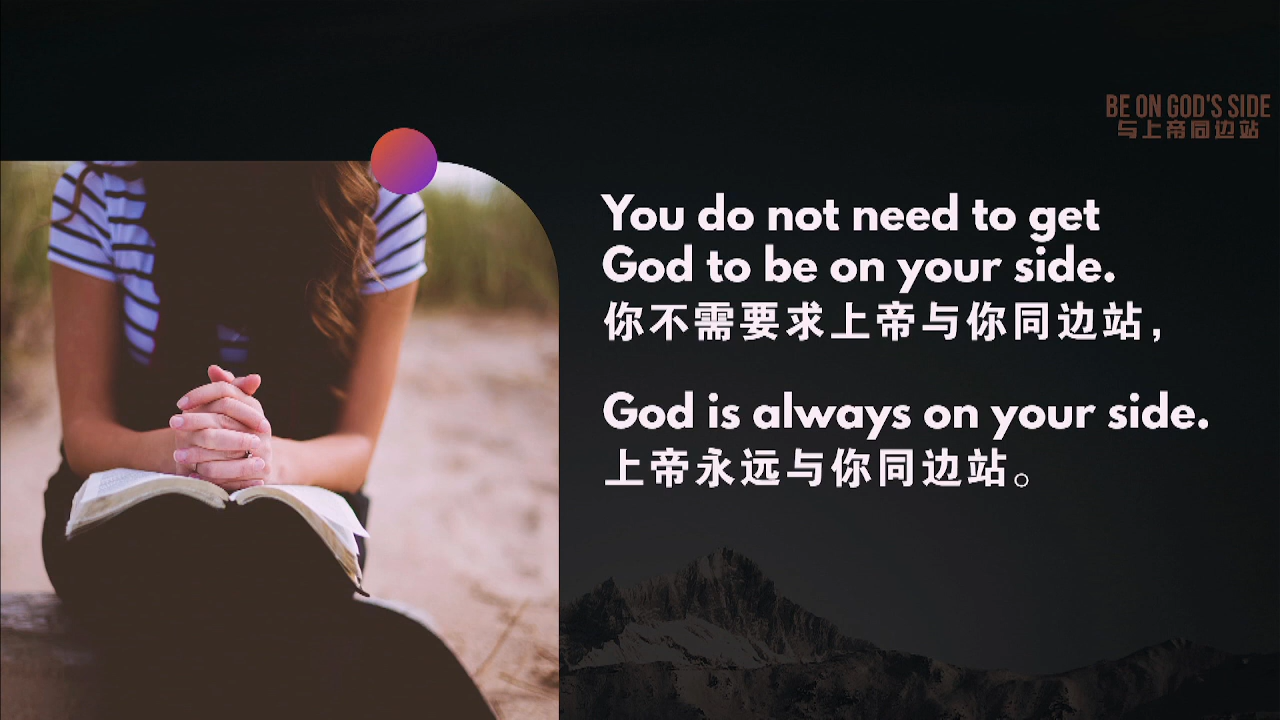 BE ON GOD'S SIDE
与上帝同边站
You do not need to get
God to be on your side.
你不需要求上帝与你同边站，
God is always on your side.
上帝永远与你同边站。